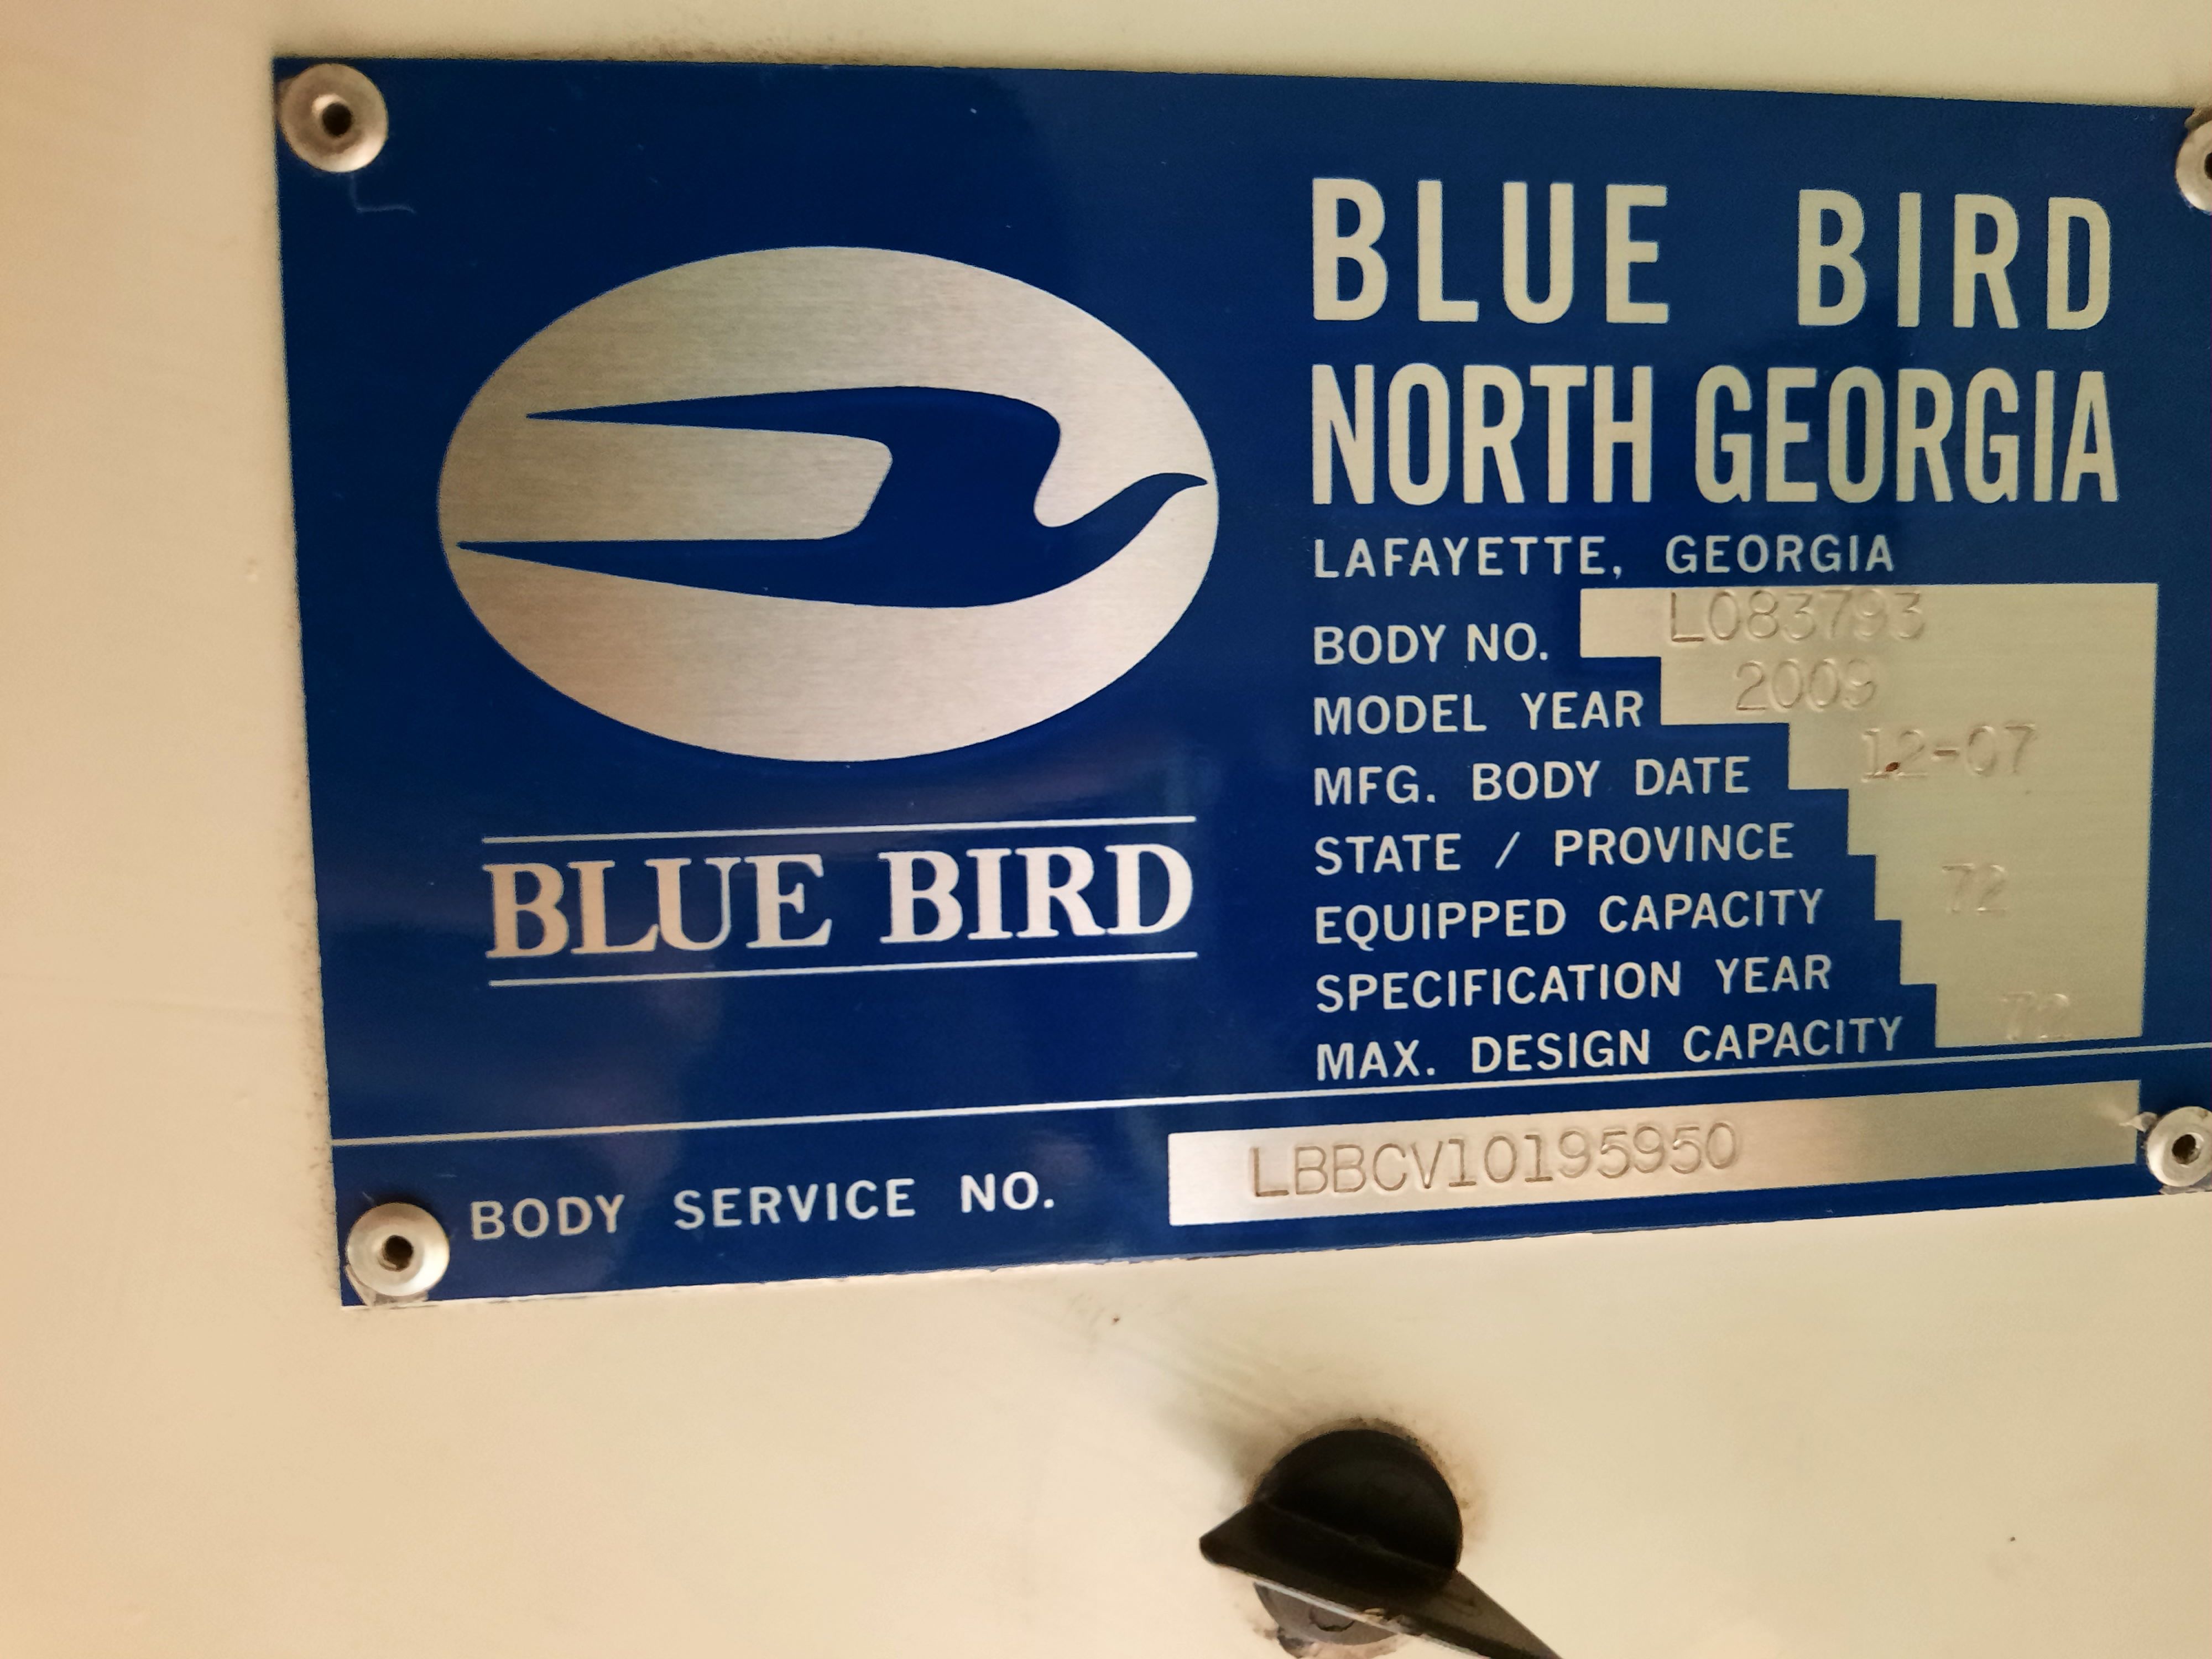 BLUE BIRD
NORTH GEORGIA
LAFAYETTE, GEORGIA
BODY NO. L083793
MODEL YEAR 2009
MFG. BODY DATE 12-07
STATE / PROVINCE
EQUIPPED CAPACITY 72
SPECIFICATION YEAR
MAX. DESIGN CAPACITY
BLUE BIRD
BODY SERVICE NO. LBBCV10195950